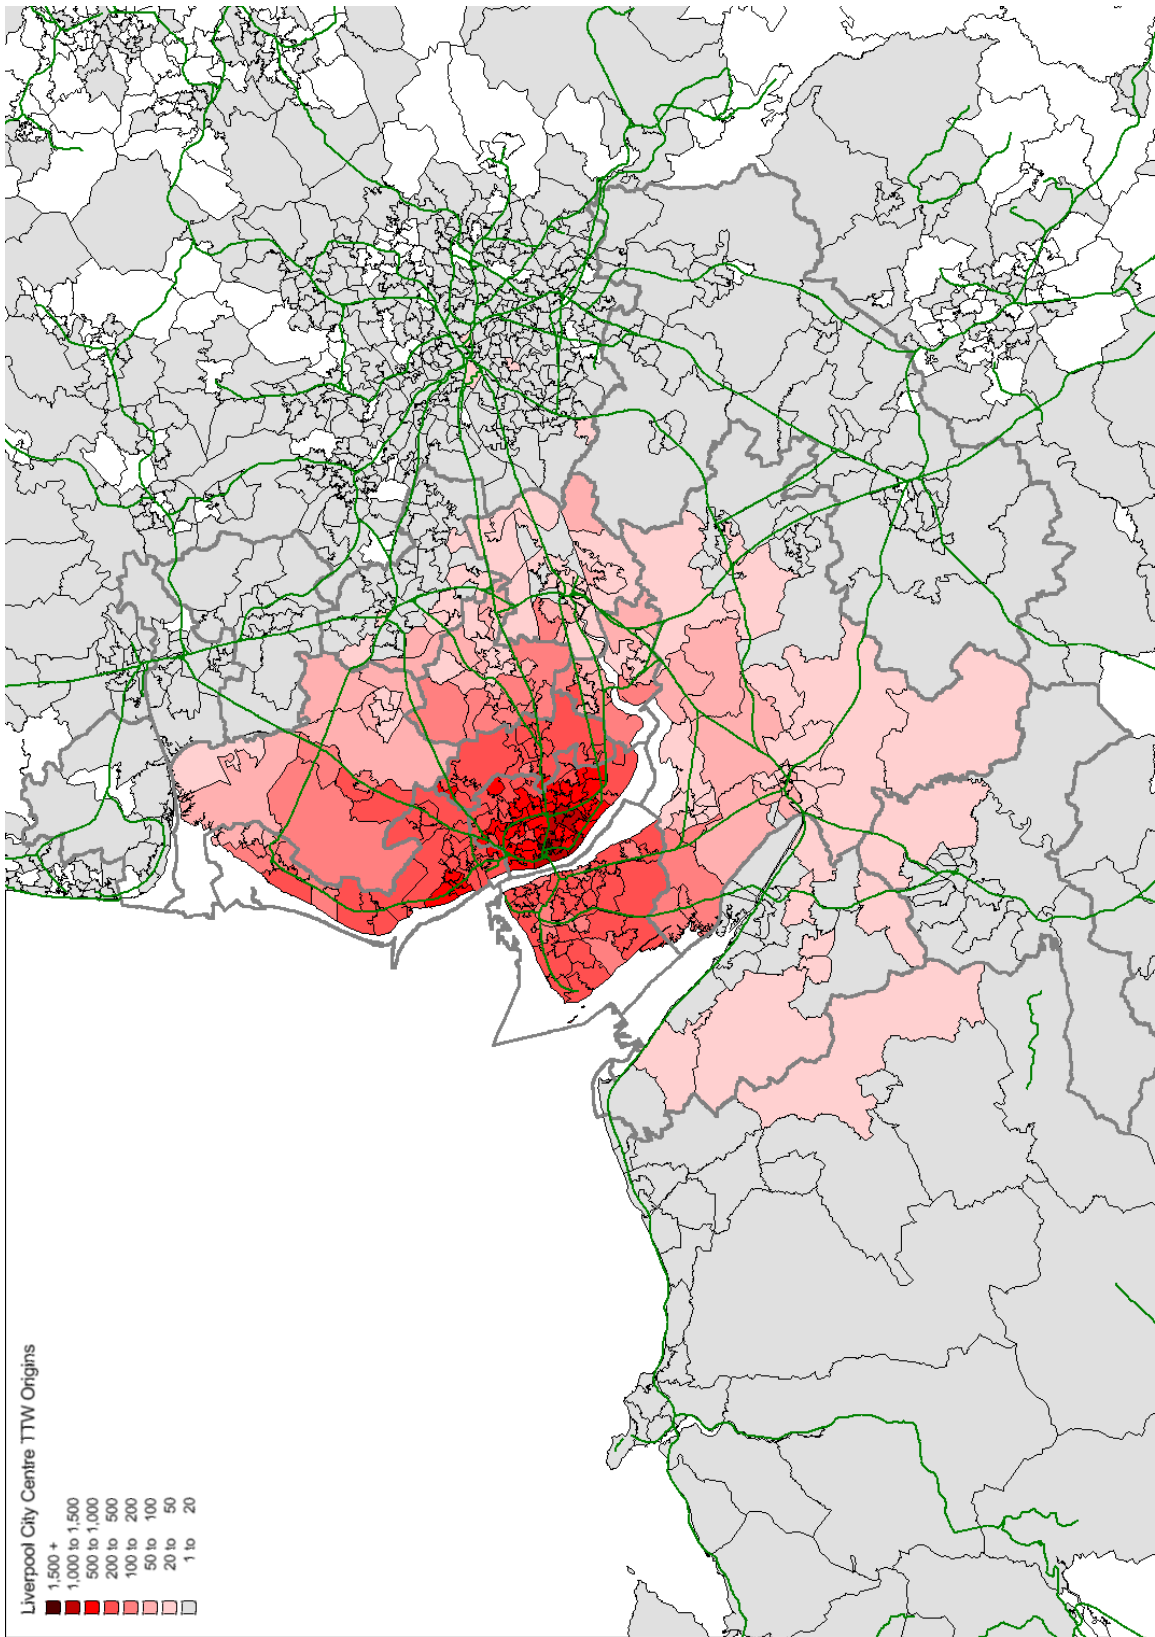 Liverpool City Centre TTW Origins
1,500 +
1,000 to 1,500
500 to 1,000
200 to 500
100 to 200
50 to 100
20 to 50
1 to 20